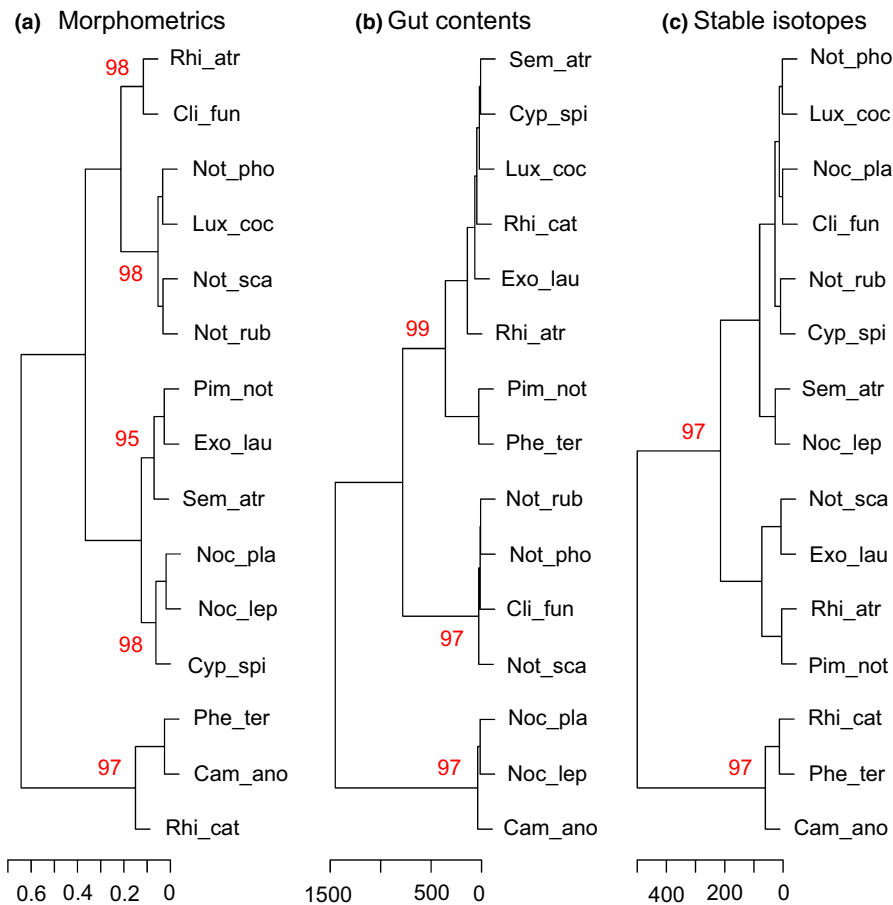 (a) Morphometrics
98
Rhi_atr
Cli_fun
Not_pho
Lux_coc
98
Not_sca
Not_rub
Pim_not
95
Exo_lau
Sem_atr
Noc_pla
Noc_lep
98
Cyp_spi
Phe_ter
97
Cam_ano
Rhi_cat
0.6 0.4 0.2 0
(b) Gut contents
Sem_atr
Cyp_spi
Lux_coc
Rhi_cat
Exo_lau
99
Rhi_atr
Pim_not
Phe_ter
Not_rub
Not_pho
Cli_fun
97
Not_sca
Noc_pla
97
Noc_lep
Cam_ano
1500 500 0
(c) Stable isotopes
Not_pho
Lux_coc
Noc_pla
Cli_fun
Not_rub
Cyp_spi
Sem_atr
97
Noc_lep
Not_sca
Exo_lau
Rhi_atr
Pim_not
Rhi_cat
97
Phe_ter
Cam_ano
400 200 0